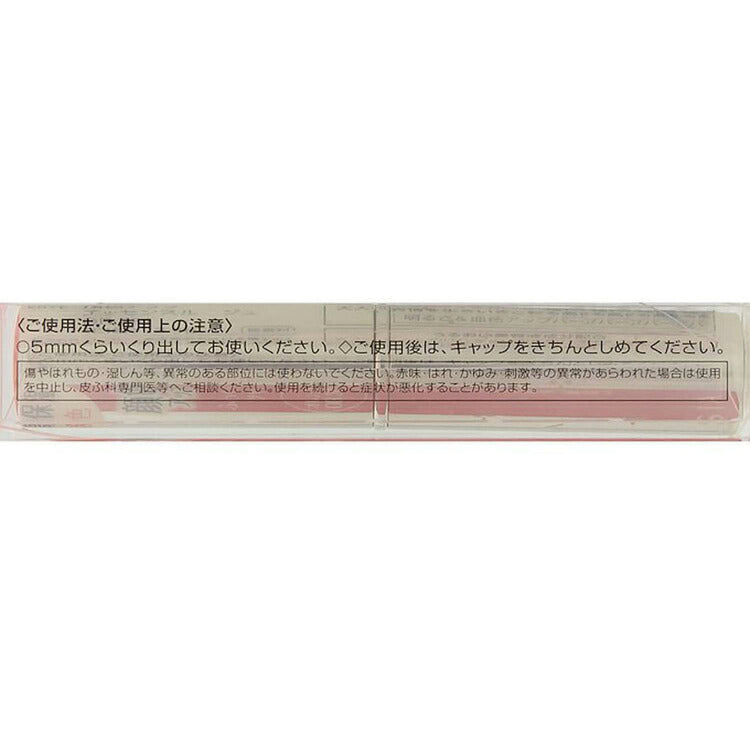 〈ご使用法・ご使用上の注意〉
○5mmくらいくり出してお使いください。◇ご使用後は、キャップをきちんとしめてください。
傷やはれもの・湿しん等、異常のある部位には使わないでください。赤味・はれ・かゆみ・刺激等の異常があらわれた場合は使用
を中止し、皮ふ科専門医等へご相談ください。使用を続けると症状が悪化することがあります。